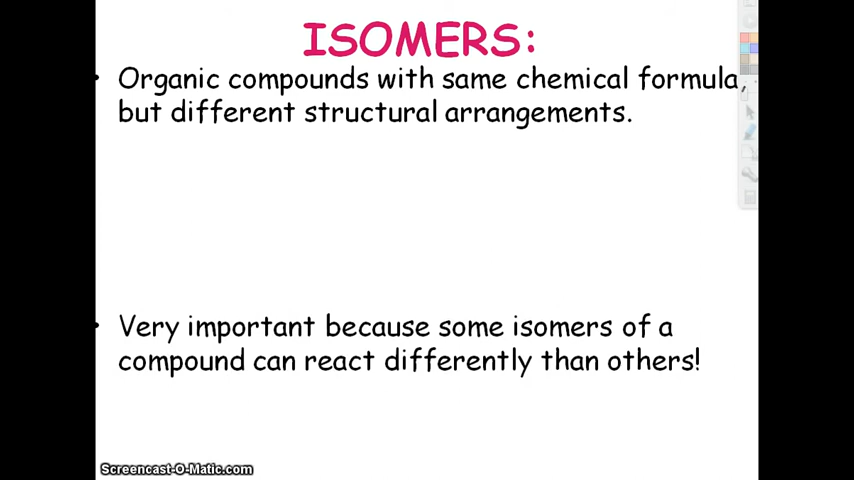 ISOMERS:
• Organic compounds with same chemical formula,
but different structural arrangements.
• Very important because some isomers of a
compound can react differently than others!
Screencast-O-Matic.com